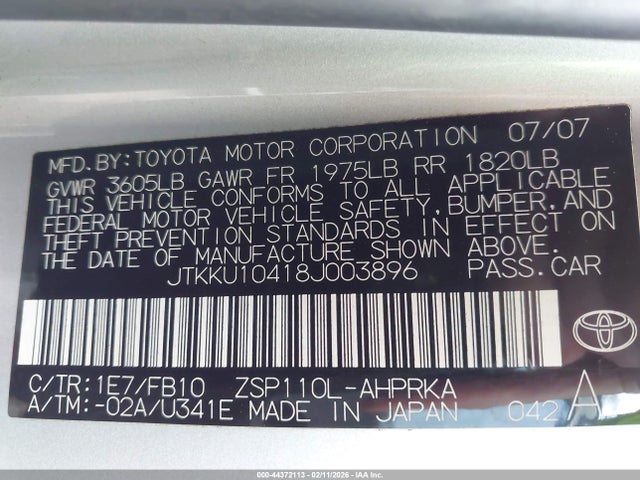 MFD. BY: TOYOTA MOTOR CORPORATION 07/07
GVWR 3605LB GAWR FR 1975LB RR 1820LB
THIS VEHICLE CONFORMS TO ALL APPLICABLE
FEDERAL MOTOR VEHICLE SAFETY, BUMPER, AND
THEFT PREVENTION STANDARDS IN EFFECT ON
THE DATE OF MANUFACTURE SHOWN ABOVE.
JTKKU10418J003896 PASS. CAR
C/TR: 1E7/FB10 ZSP110L-AHPRKA
A/TM: -02A/U341E MADE IN JAPAN 042 A
000-44372113 - 02/11/2026 - IAAHTX.COM